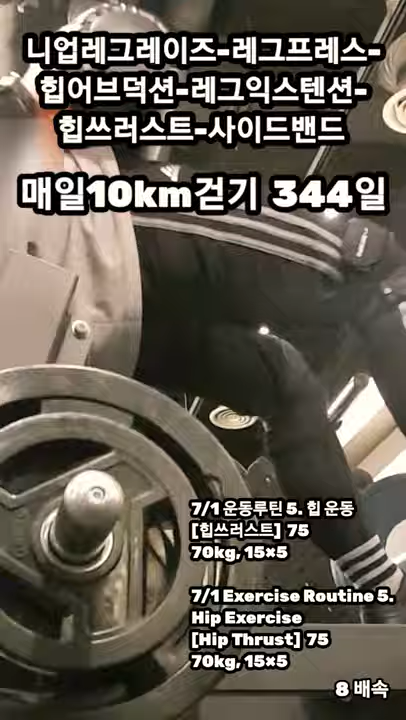 니업레그레이즈-레그프레스-
힙어브덕션-레그익스텐션-
힙쓰러스트-사이드밴드
매일10km걷기 344일
7/1 운동루틴 5. 힙 운동
[힙쓰러스트] 75
70kg, 15×5
7/1 Exercise Routine 5.
Hip Exercise
[Hip Thrust] 75
70kg, 15×5
8 배속